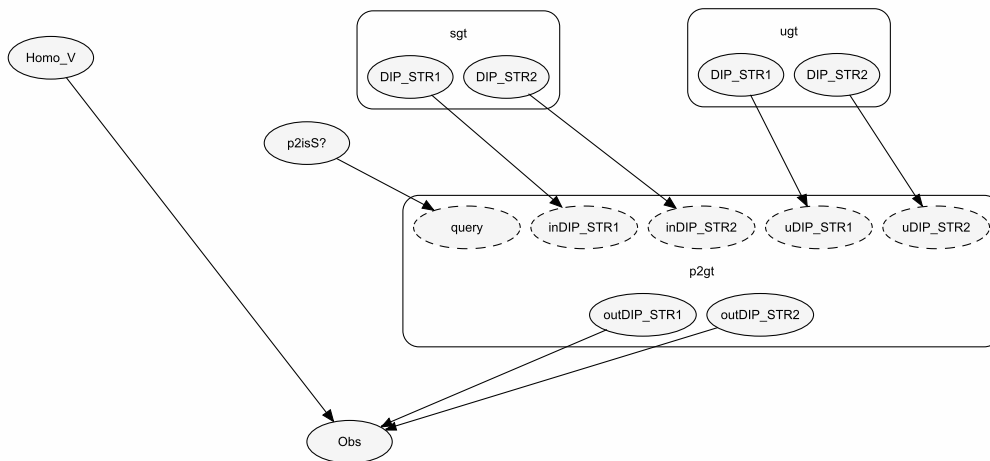 sgt
ugt
Homo_V
DIP_STR1
DIP_STR2
DIP_STR1
DIP_STR2
p2isS?
query
inDIP_STR1
inDIP_STR2
uDIP_STR1
uDIP_STR2
p2gt
outDIP_STR1
outDIP_STR2
Obs